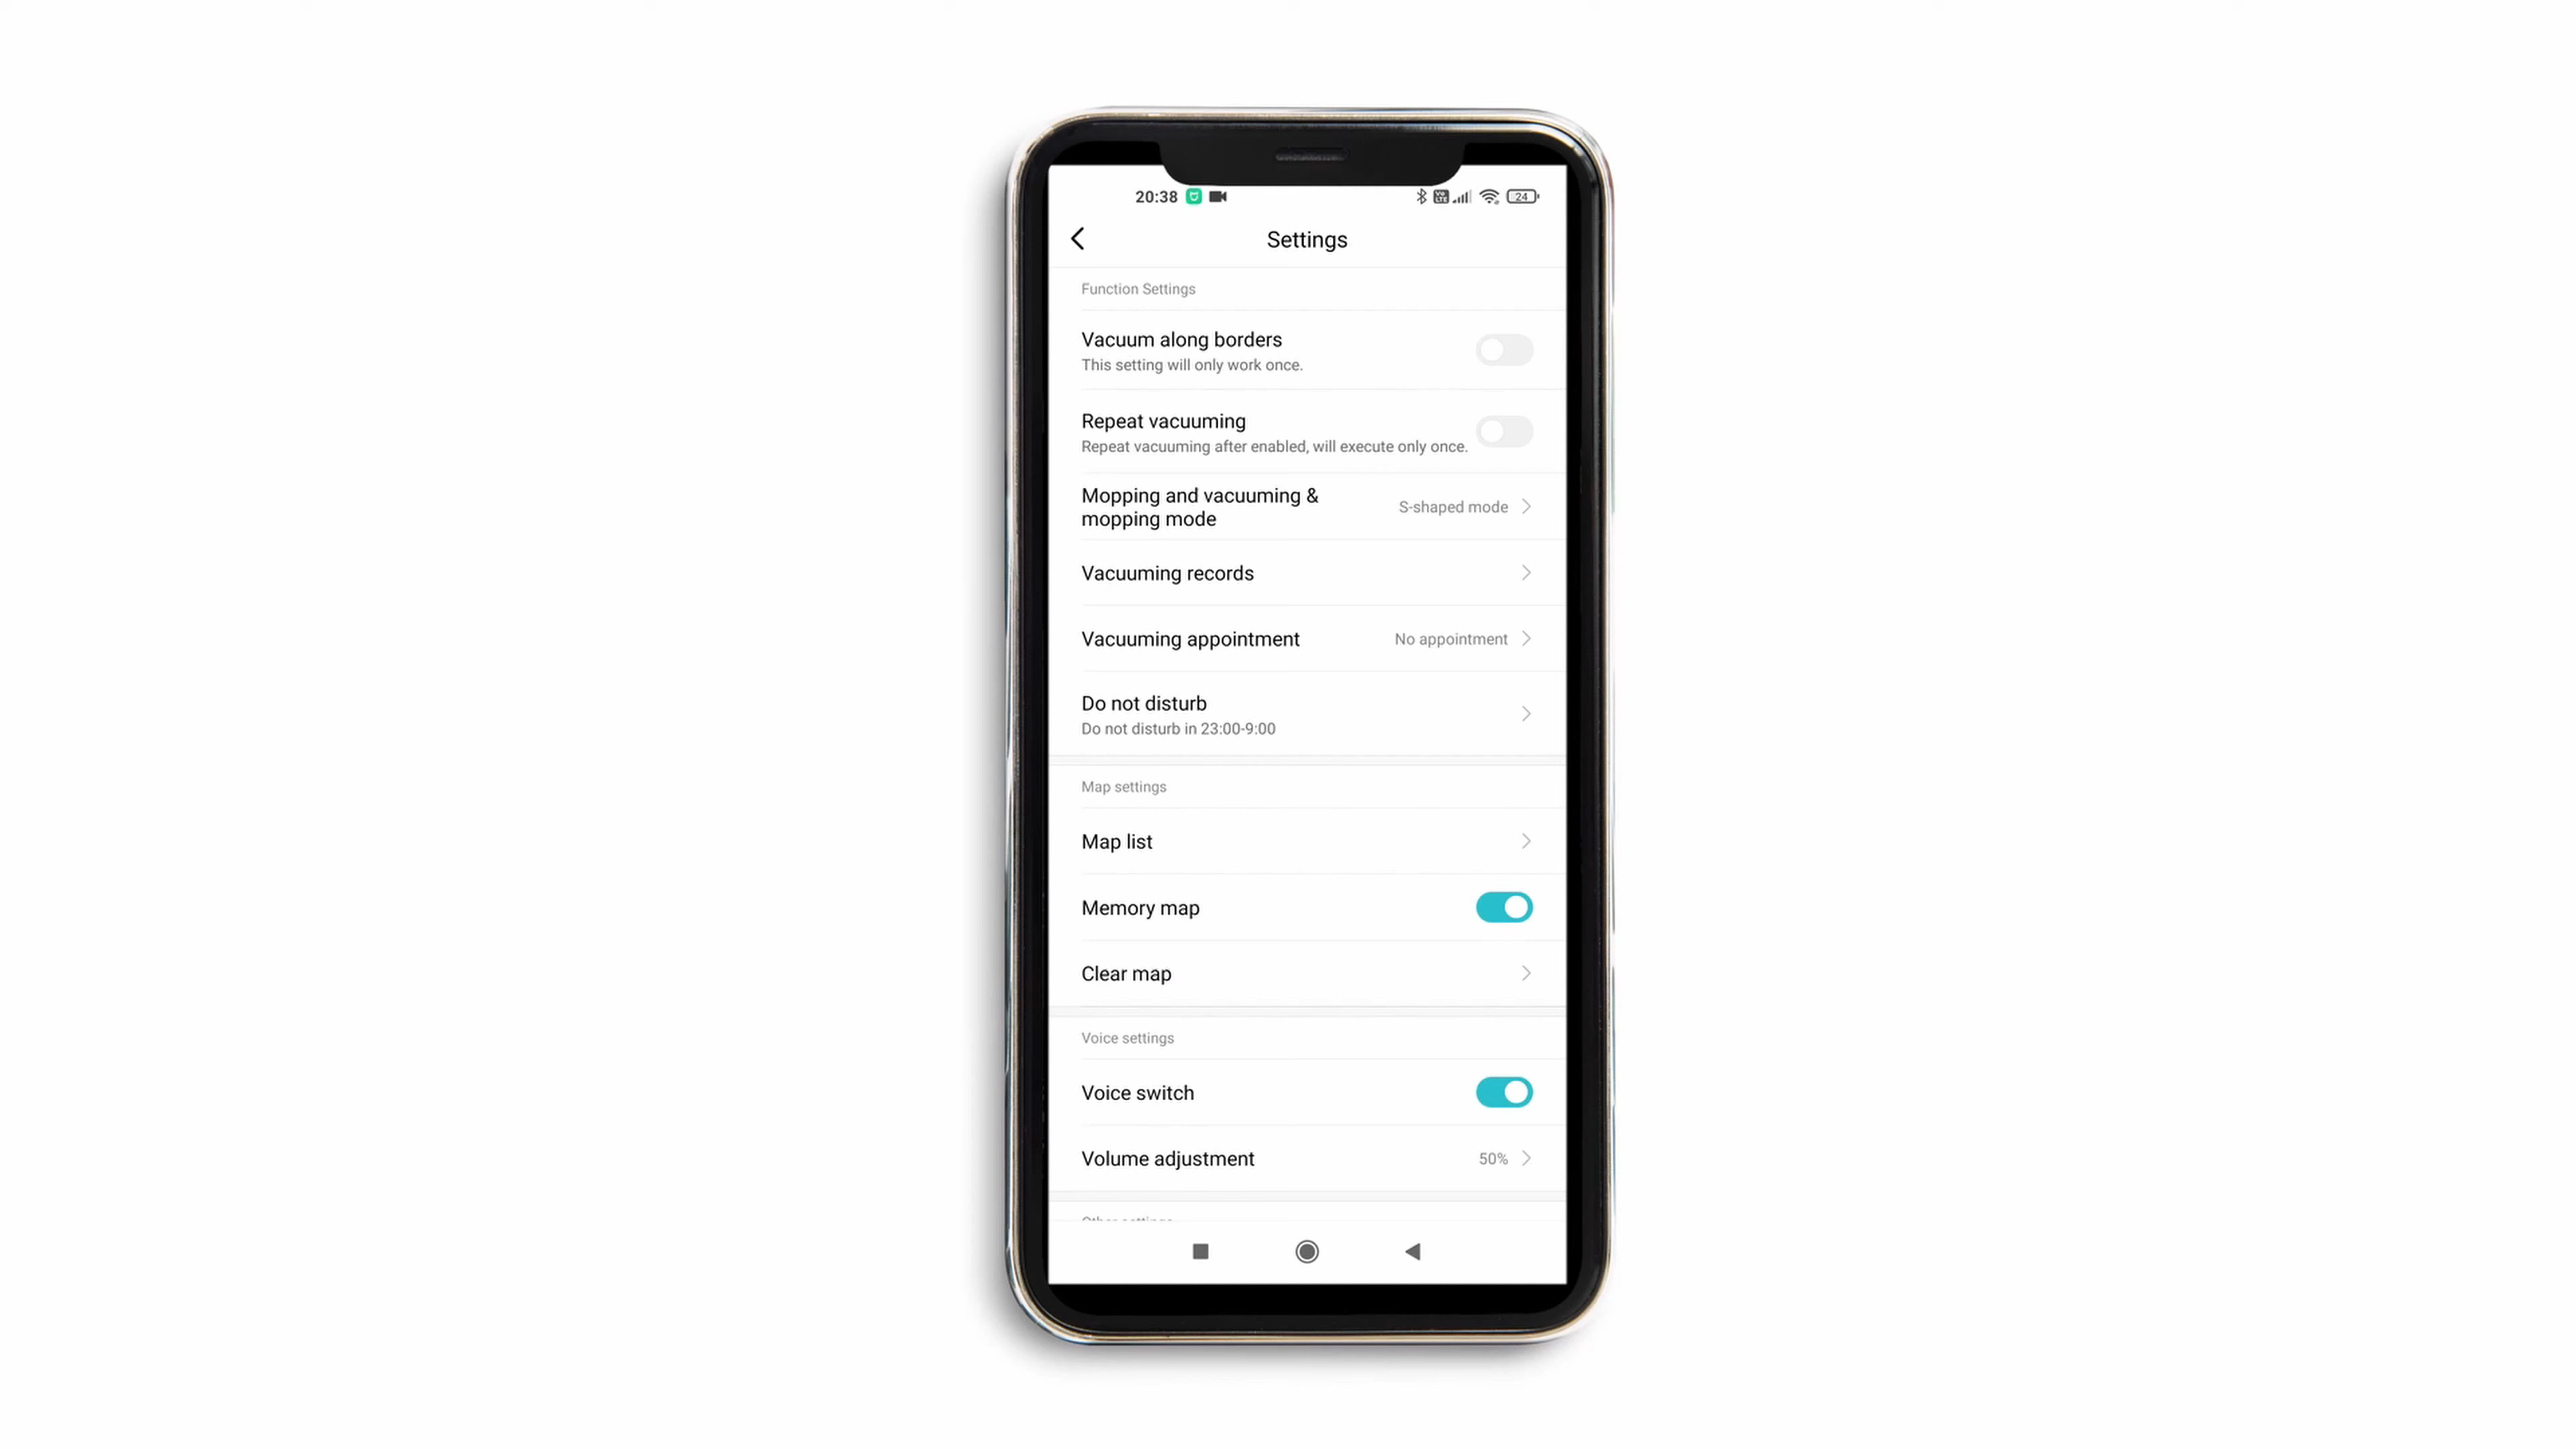 20:38
24
Settings
Function Settings
Vacuum along borders
This setting will only work once.
Repeat vacuuming
Repeat vacuuming after enabled, will execute only once.
Mopping and vacuuming &
mopping mode
S-shaped mode
Vacuuming records
Vacuuming appointment
No appointment
Do not disturb
Do not disturb in 23:00-9:00
Map settings
Map list
Memory map
Clear map
Voice settings
Voice switch
Volume adjustment
50%